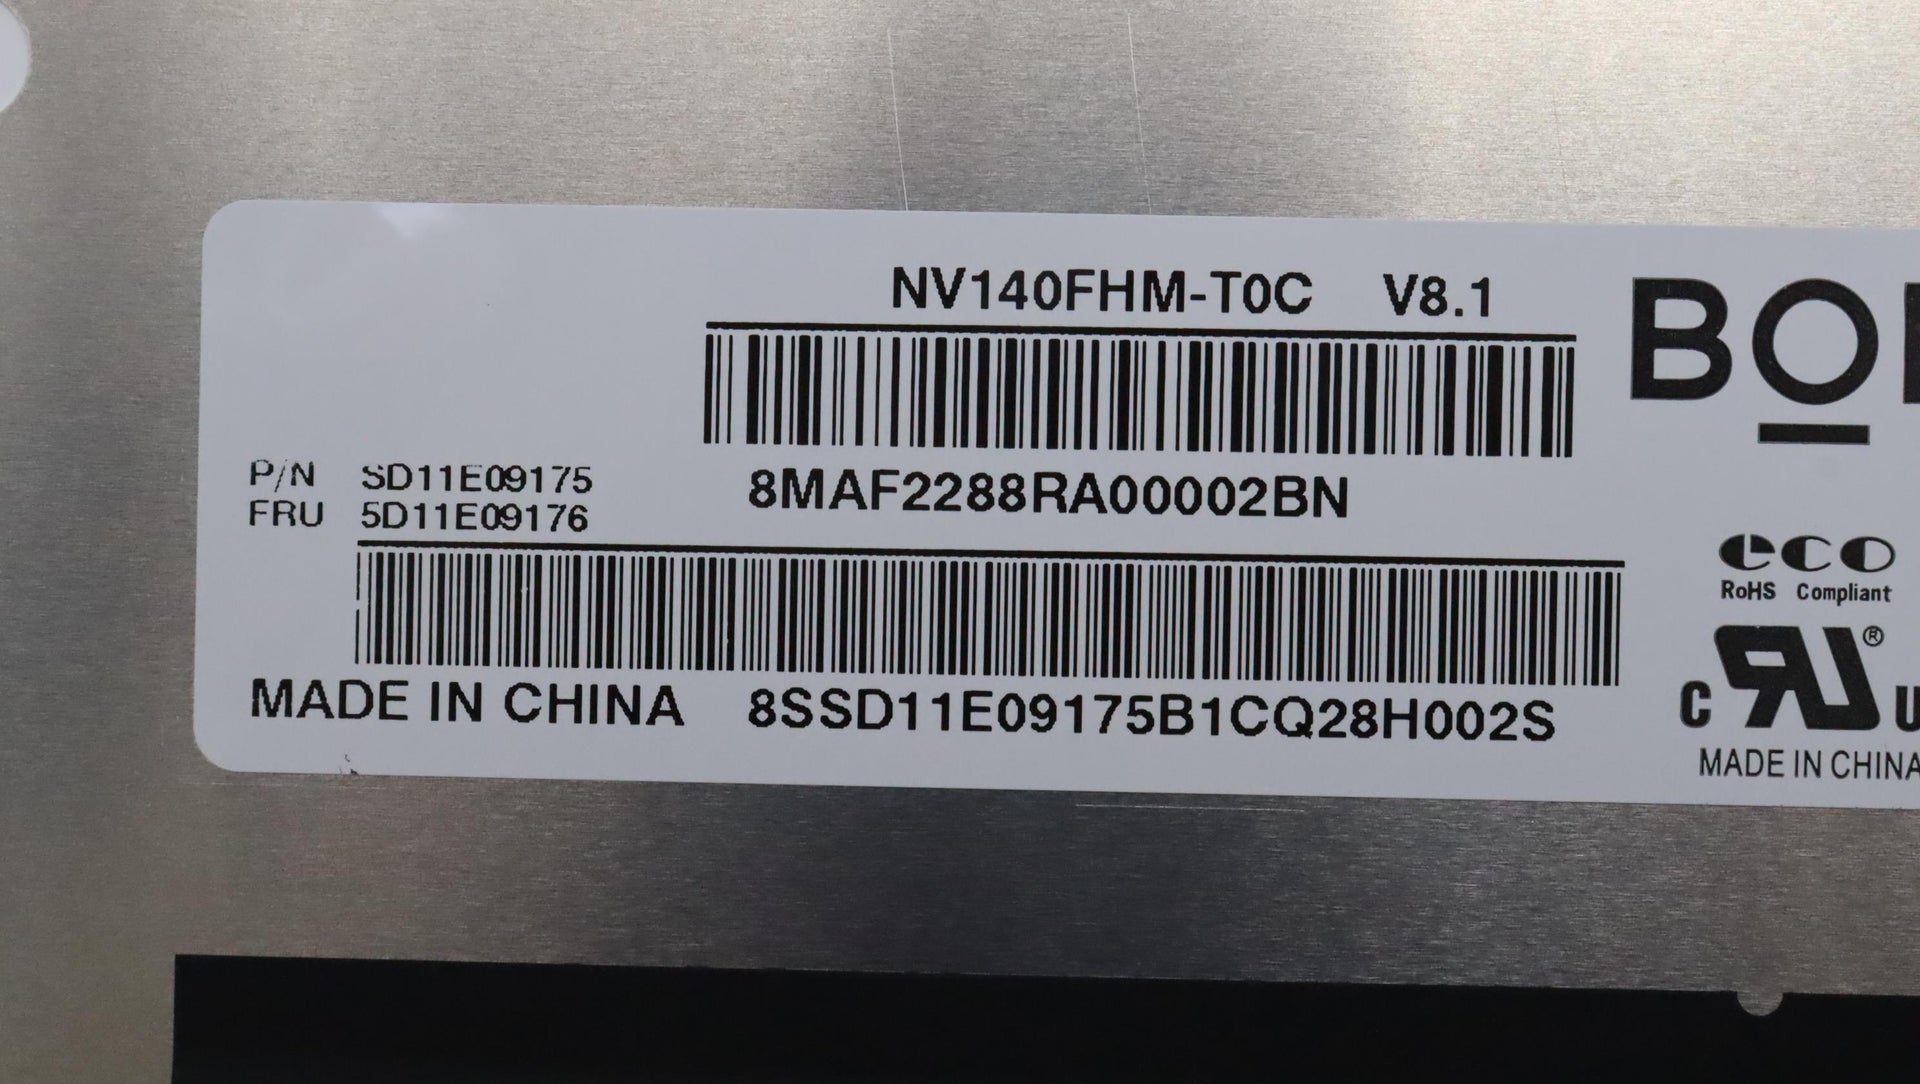 NV140FHM-T0C V8.1
BO
P/N SD11E09175
FRU 5D11E09176
8MAF2288RA00002BN
eco
RoHS Compliant
MADE IN CHINA 8SSD11E09175B1CQ28H002S
c RU ® U
MADE IN CHINA